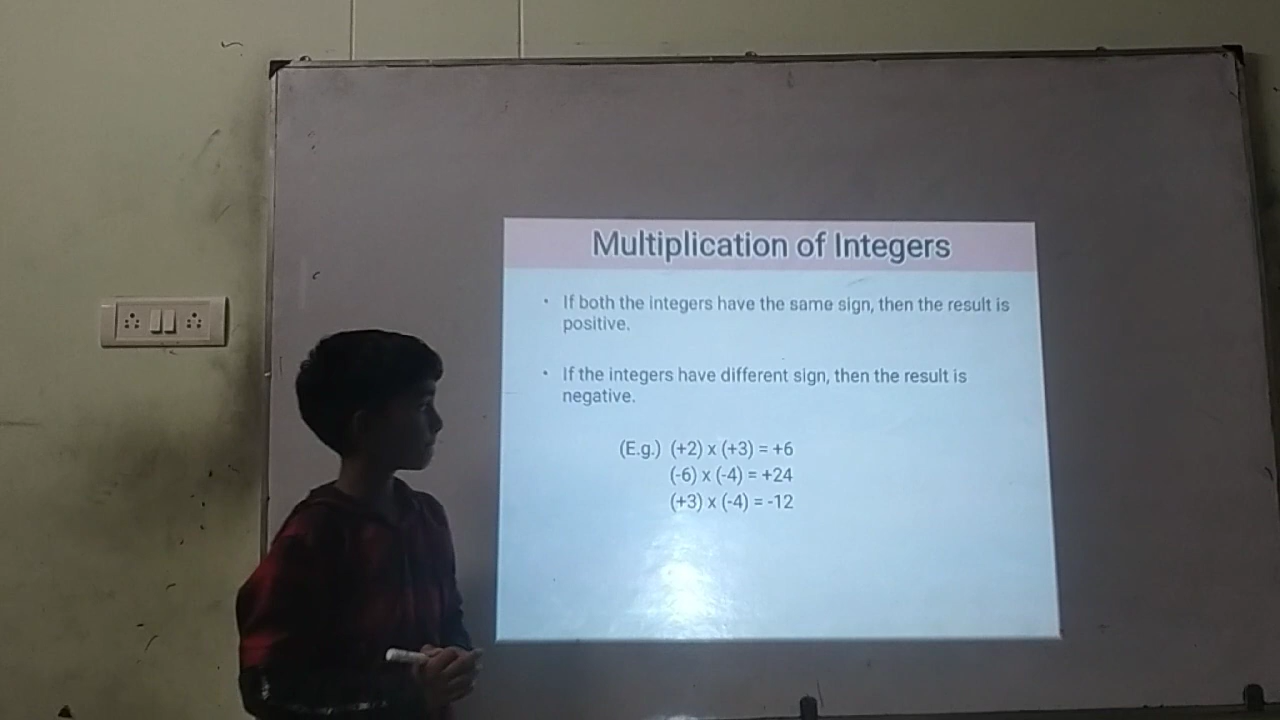 Multiplication of Integers
• If both the integers have the same sign, then the result is
positive.
• If the integers have different sign, then the result is
negative.
(E.g.) (+2) x (+3) = +6
(-6) x (-4) = +24
(+3) x (-4) = -12